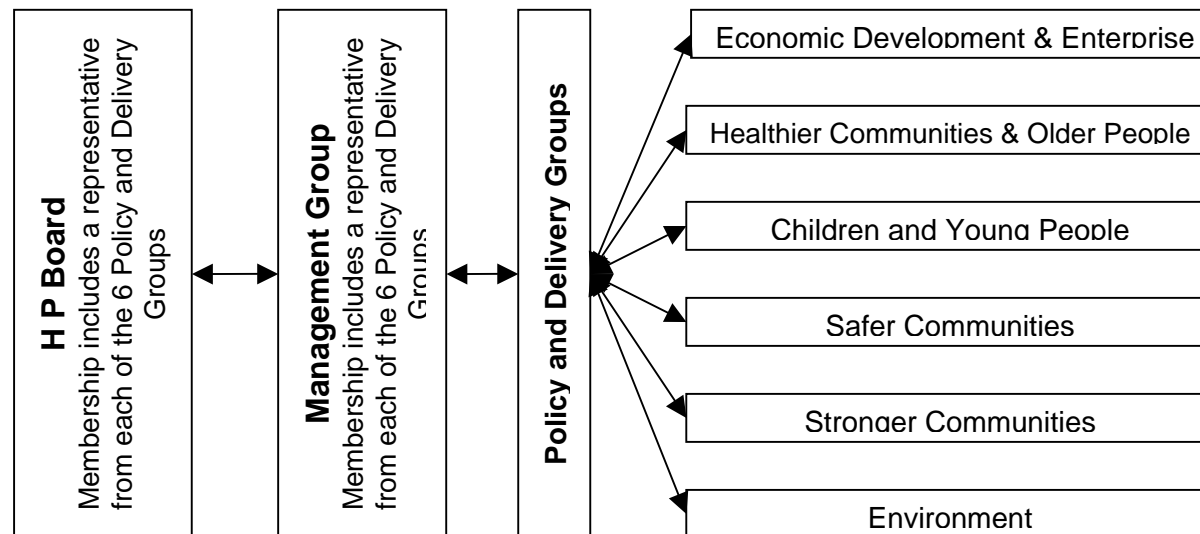 H P Board
Membership includes a representative
from each of the 6 Policy and Delivery
Groups
Management Group
Membership includes a representative
from each of the 6 Policy and Delivery
Groups
Policy and Delivery Groups
Economic Development & Enterprise
Healthier Communities & Older People
Children and Young People
Safer Communities
Stronger Communities
Environment